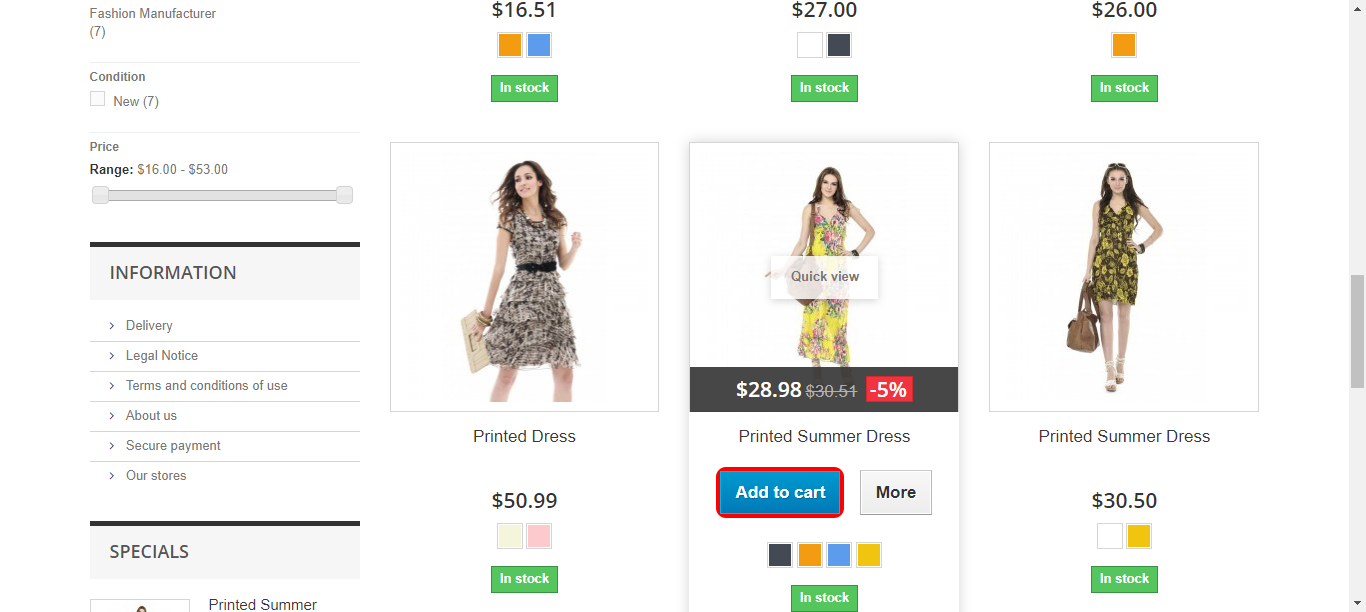 Fashion Manufacturer
(7)
Condition
New (7)
Price
Range: $16.00 - $53.00
INFORMATION
Delivery
Legal Notice
Terms and conditions of use
About us
Secure payment
Our stores
SPECIALS
Printed Summer
$16.51
In stock
$27.00
In stock
$26.00
In stock
Printed Dress
$50.99
In stock
Quick view
$28.98 $30.51 -5%
Printed Summer Dress
Add to cart More
In stock
Printed Summer Dress
$30.50
In stock